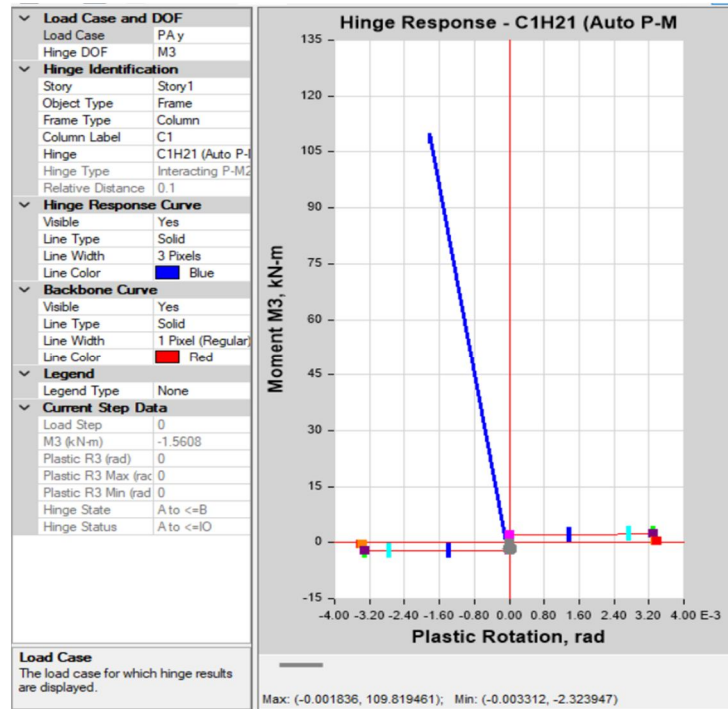 Load Case and DOF
Load Case PA y
Hinge DOF M3
Hinge Identification
Story Story1
Object Type Frame
Frame Type Column
Column Label C1
Hinge C1H21 (Auto P-I
Hinge Type Interacting P-M2
Relative Distance 0.1
Hinge Response Curve
Visible Yes
Line Type Solid
Line Width 3 Pixels
Line Color Blue
Backbone Curve
Visible Yes
Line Type Solid
Line Width 1 Pixel (Regular)
Line Color Red
Legend
Legend Type None
Current Step Data
Load Step 0
M3 (kN-m) -1.5608
Plastic R3 (rad) 0
Plastic R3 Max (rac 0
Plastic R3 Min (rad 0
Hinge State A to <=B
Hinge Status A to <=IO
Load Case
The load case for which hinge results
are displayed.
Hinge Response - C1H21 (Auto P-M
135
120
105
90
75
60
45
30
15
0
-15
Moment M3, kN-m
-4.00 -3.20 -2.40 -1.60 -0.80 0.00 0.80 1.60 2.40 3.20 4.00 E-3
Plastic Rotation, rad
Max: (-0.001836, 109.819461); Min: (-0.003312, -2.323947)